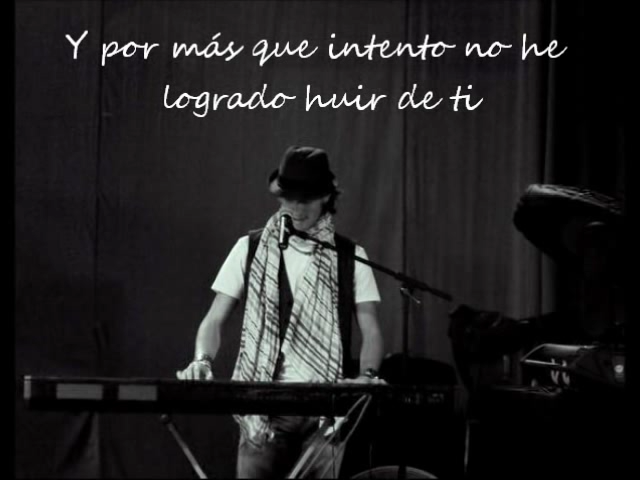 Y por más que intento no he
logrado huir de ti